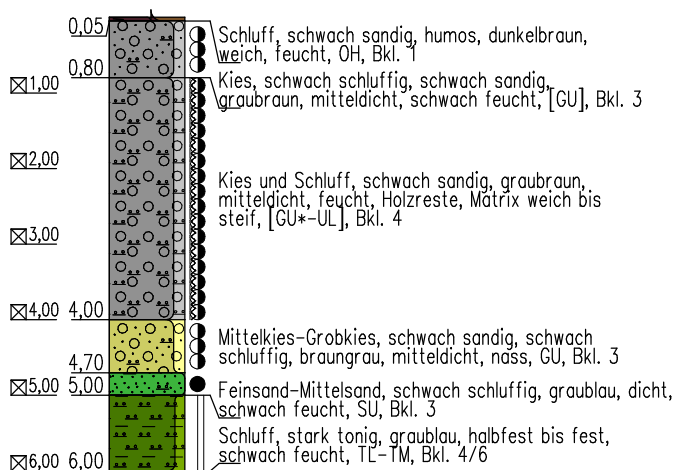 0,05
Schluff, schwach sandig, humos, dunkelbraun,
weich, feucht, OH, Bkl. 1
0,80
Kies, schwach schluffig, schwach sandig,
graubraun, mitteldicht, schwach feucht, [GU], Bkl. 3
1,00
2,00
Kies und Schluff, schwach sandig, graubraun,
mitteldicht, feucht, Holzreste, Matrix weich bis
steif, [GU*-UL], Bkl. 4
3,00
4,00 4,00
Mittelkies-Grobkies, schwach sandig, schwach
schluffig, braungrau, mitteldicht, nass, GU, Bkl. 3
4,70
5,00 5,00
Feinsand-Mittelsand, schwach schluffig, graublau, dicht,
schwach feucht, SU, Bkl. 3
Schluff, stark tonig, graublau, halbfest bis fest,
schwach feucht, TL-TM, Bkl. 4/6
6,00 6,00